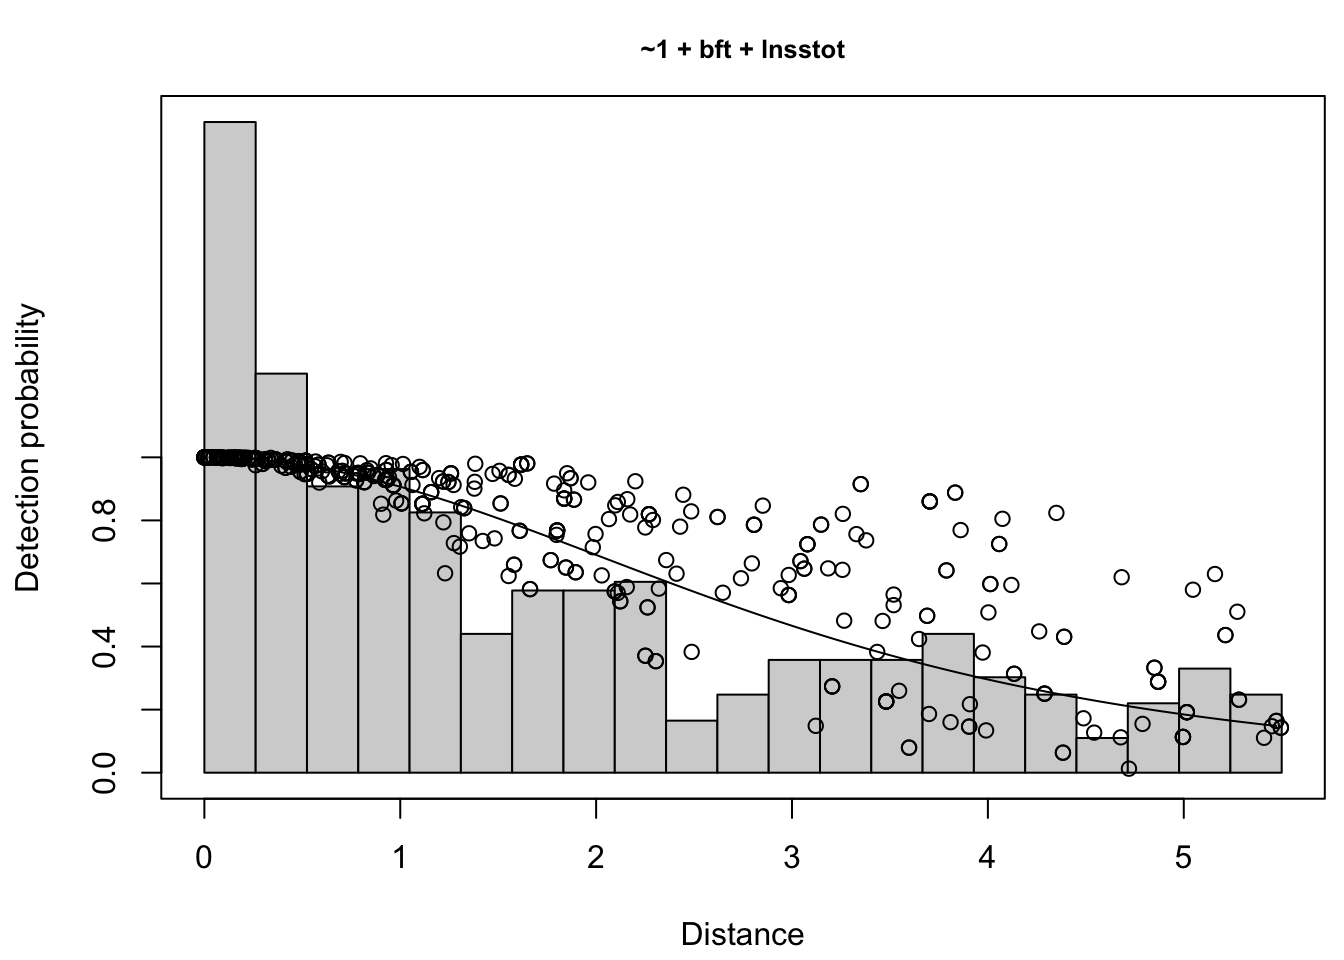 ~1 + bft + lnsstot
Detection probability
0.8
0.4
0.0
0 1 2 3 4 5
Distance